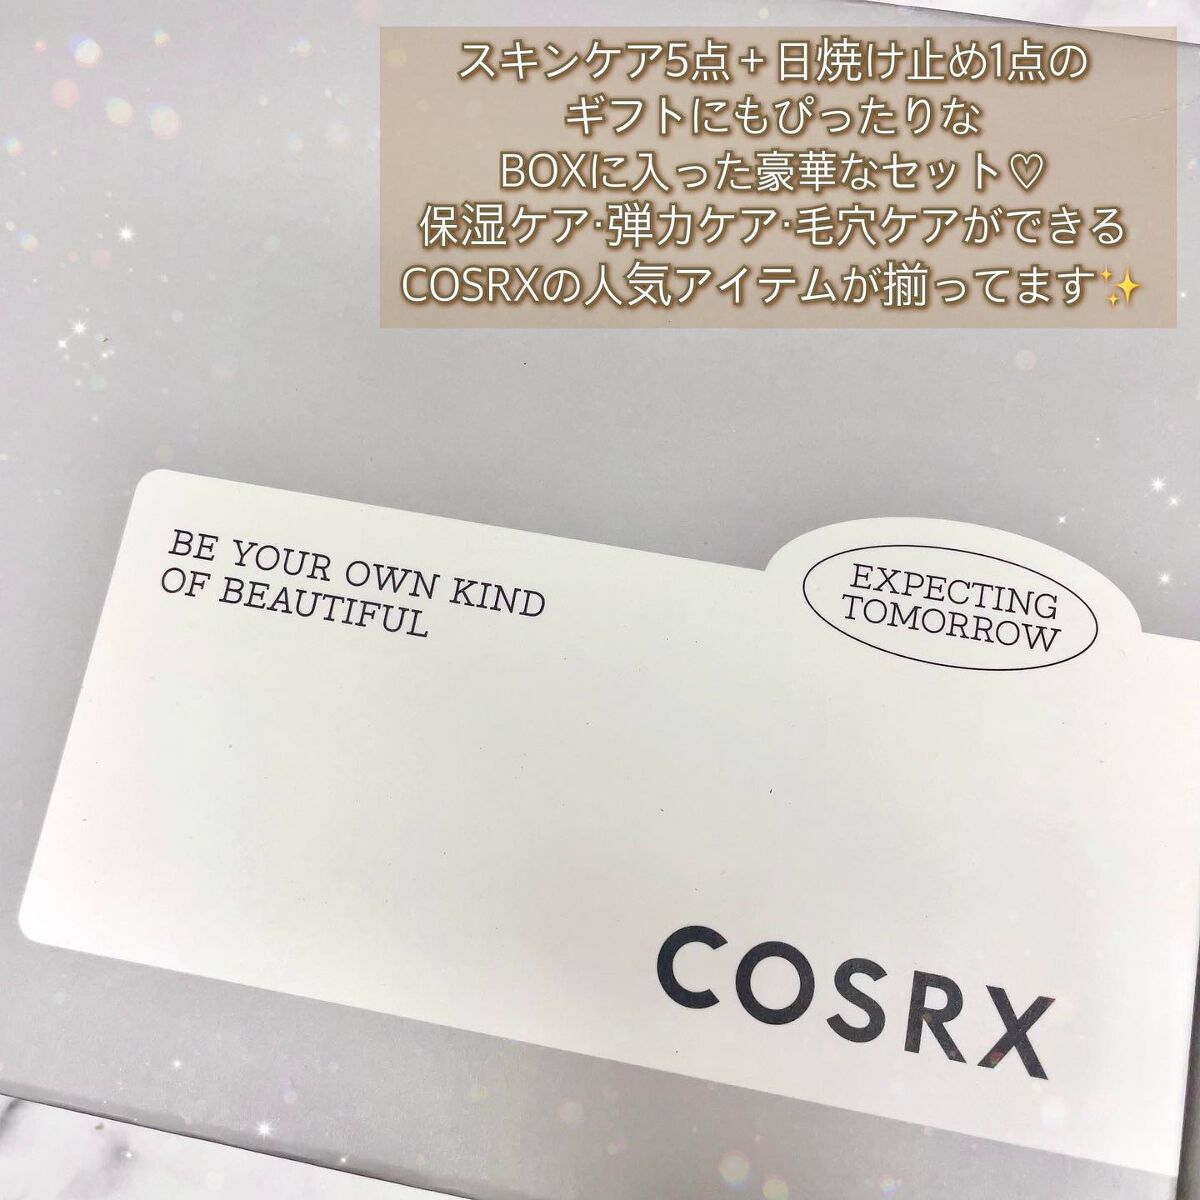 スキンケア5点+日焼け止め1点の
ギフトにもぴったりな
BOXに入った豪華なセット♡
保湿ケア·弾力ケア·毛穴ケアができる
COSRXの人気アイテムが揃ってます✨
BE YOUR OWN KIND
OF BEAUTIFUL
EXPECTING
TOMORROW
COSRX